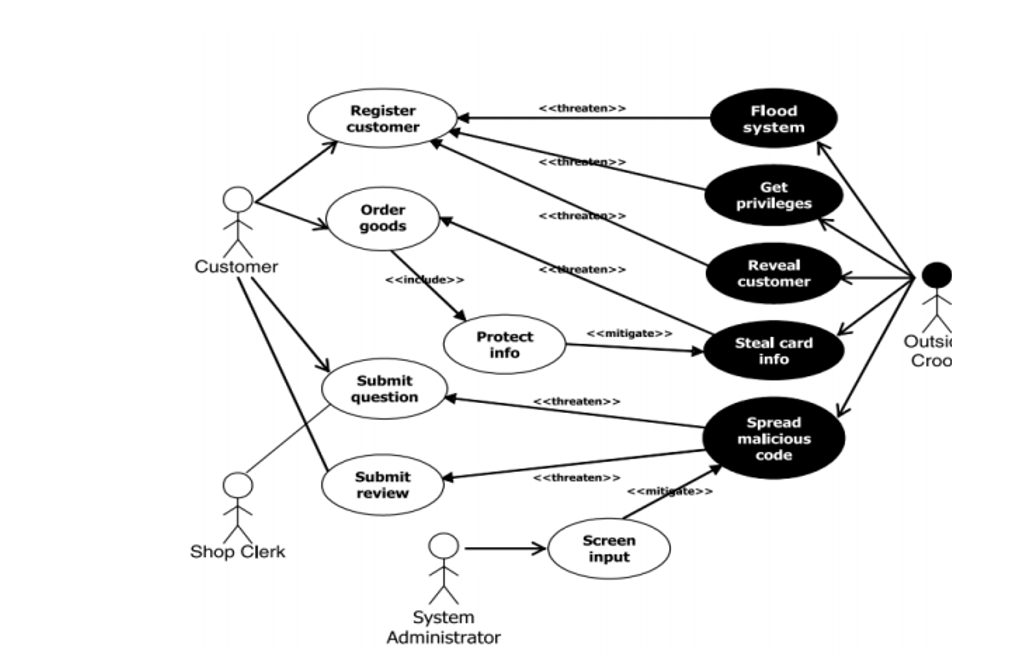 Register
customer
<<threaten>>
Flood
system
<<threaten>>
Get
privileges
Order
goods
<<threaten>>
Customer
<<include>>
<<threaten>>
Reveal
customer
Protect
info
<<mitigate>>
Steal card
info
Outsi
Croo
Submit
question
<<threaten>>
Spread
malicious
code
Submit
review
<<threaten>>
<<mitigate>>
Shop Clerk
Screen
input
System
Administrator